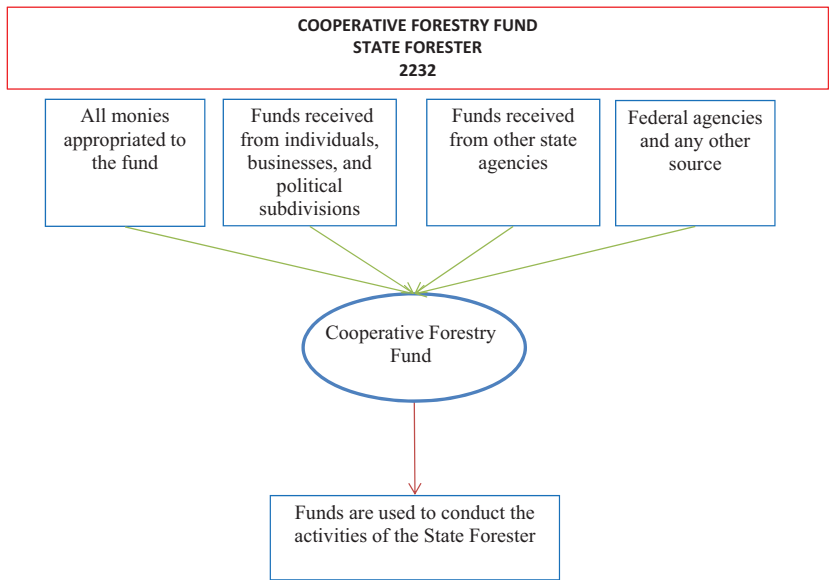 COOPERATIVE FORESTRY FUND
STATE FORESTER
2232
All monies
appropriated to
the fund
Funds received
from individuals,
businesses, and
political
subdivisions
Funds received
from other state
agencies
Federal agencies
and any other
source
Cooperative Forestry
Fund
Funds are used to conduct the
activities of the State Forester